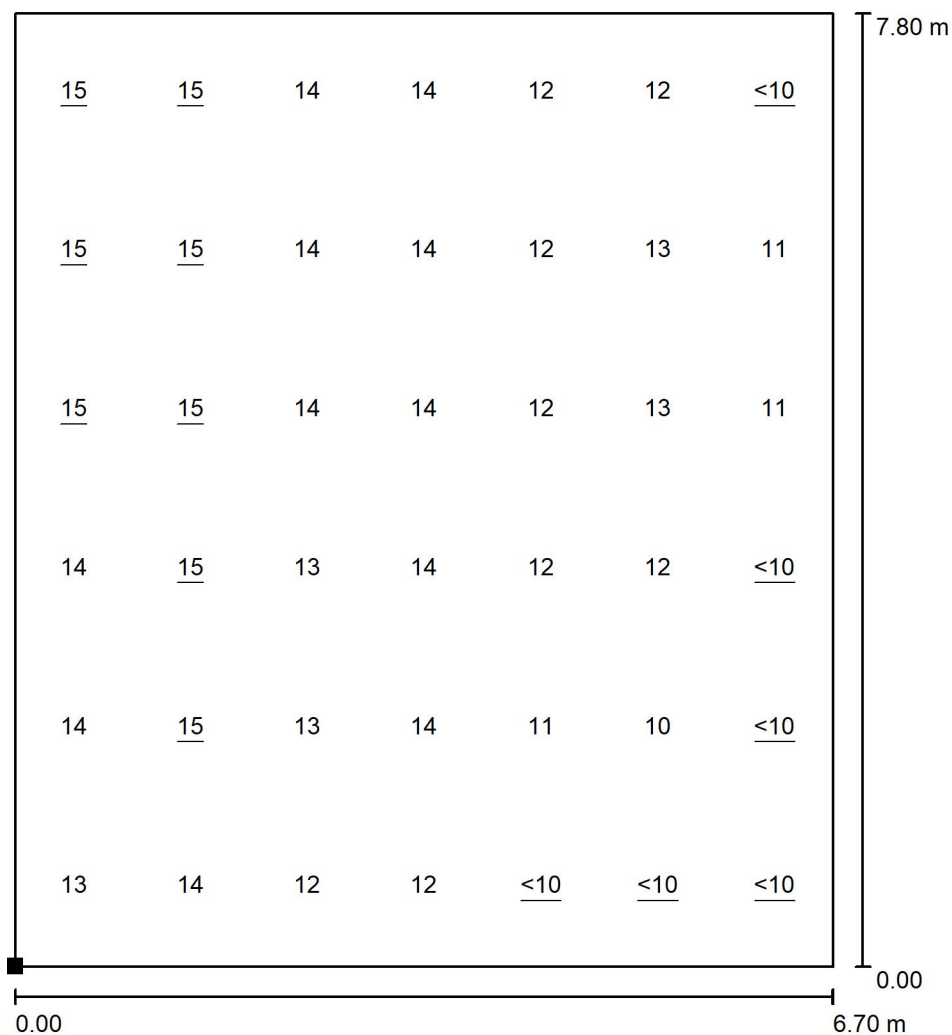 7.80 m
15 15 14 14 12 12 <10
15 15 14 14 12 13 11
15 15 14 14 12 13 11
14 15 13 14 12 12 <10
14 15 13 14 11 10 <10
13 14 12 12 <10 <10 <10
0.00
0.00 6.70 m